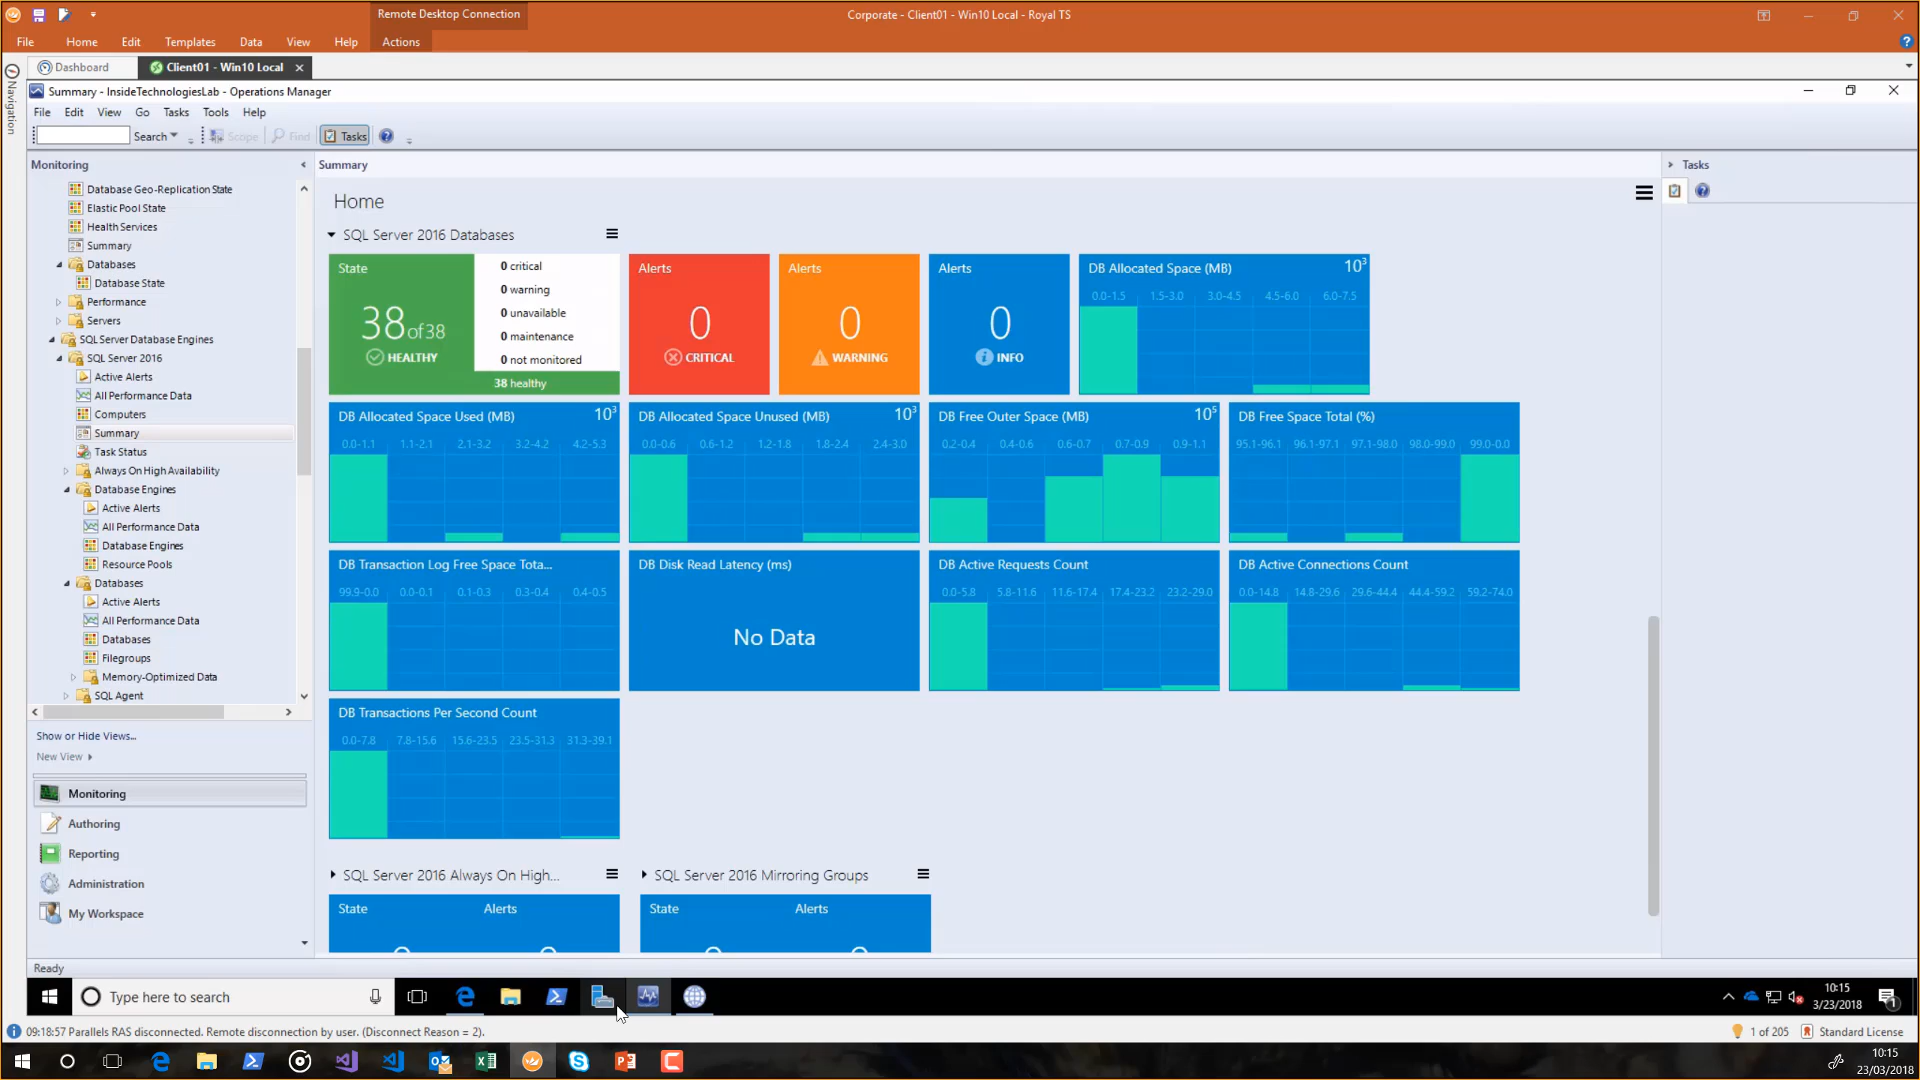 Remote Desktop Connection
Corporate - Client01 - Win10 Local - Royal TS
File Home Edit Templates Data View Help Actions
Dashboard
Client01 - Win10 Local
Navigation
Summary - InsideTechnologiesLab - Operations Manager
File Edit View Go Tasks Tools Help
Search Scope Find Tasks
Monitoring
Database Geo-Replication State
Elastic Pool State
Health Services
Summary
Databases
Database State
Performance
Servers
SQL Server Database Engines
SQL Server 2016
Active Alerts
All Performance Data
Computers
Summary
Task Status
Always On High Availability
Database Engines
Active Alerts
All Performance Data
Database Engines
Resource Pools
Databases
Active Alerts
All Performance Data
Databases
Filegroups
Memory-Optimized Data
SQL Agent
Show or Hide Views...
New View
Monitoring
Authoring
Reporting
Administration
My Workspace
Summary
Home
SQL Server 2016 Databases
State
38 of 38
HEALTHY
0 critical
0 warning
0 unavailable
0 maintenance
0 not monitored
38 healthy
Alerts
0
CRITICAL
Alerts
0
WARNING
Alerts
0
INFO
DB Allocated Space (MB) 10³
0.0-1.5 1.5-3.0 3.0-4.5 4.5-6.0 6.0-7.5
DB Allocated Space Used (MB) 10³
0.0-1.1 1.1-2.1 2.1-3.2 3.2-4.2 4.2-5.3
DB Allocated Space Unused (MB) 10³
0.0-0.6 0.6-1.2 1.2-1.8 1.8-2.4 2.4-3.0
DB Free Outer Space (MB) 10⁵
0.2-0.4 0.4-0.6 0.6-0.7 0.7-0.9 0.9-1.1
DB Free Space Total (%)
95.1-96.1 96.1-97.1 97.1-98.0 98.0-99.0 99.0-0.0
DB Transaction Log Free Space Tota...
99.9-0.0 0.0-0.1 0.1-0.3 0.3-0.4 0.4-0.5
DB Disk Read Latency (ms)
No Data
DB Active Requests Count
0.0-5.8 5.8-11.6 11.6-17.4 17.4-23.2 23.2-29.0
DB Active Connections Count
0.0-14.8 14.8-29.6 29.6-44.4 44.4-59.2 59.2-74.0
DB Transactions Per Second Count
0.0-7.8 7.8-15.6 15.6-23.5 23.5-31.3 31.3-39.1
SQL Server 2016 Always On High...
State Alerts
SQL Server 2016 Mirroring Groups
State Alerts
Tasks
Ready
Type here to search
10:15
3/23/2018
1
09:18:57 Parallels RAS disconnected. Remote disconnection by user. (Disconnect Reason = 2).
1 of 205
Standard License
10:15
23/03/2018